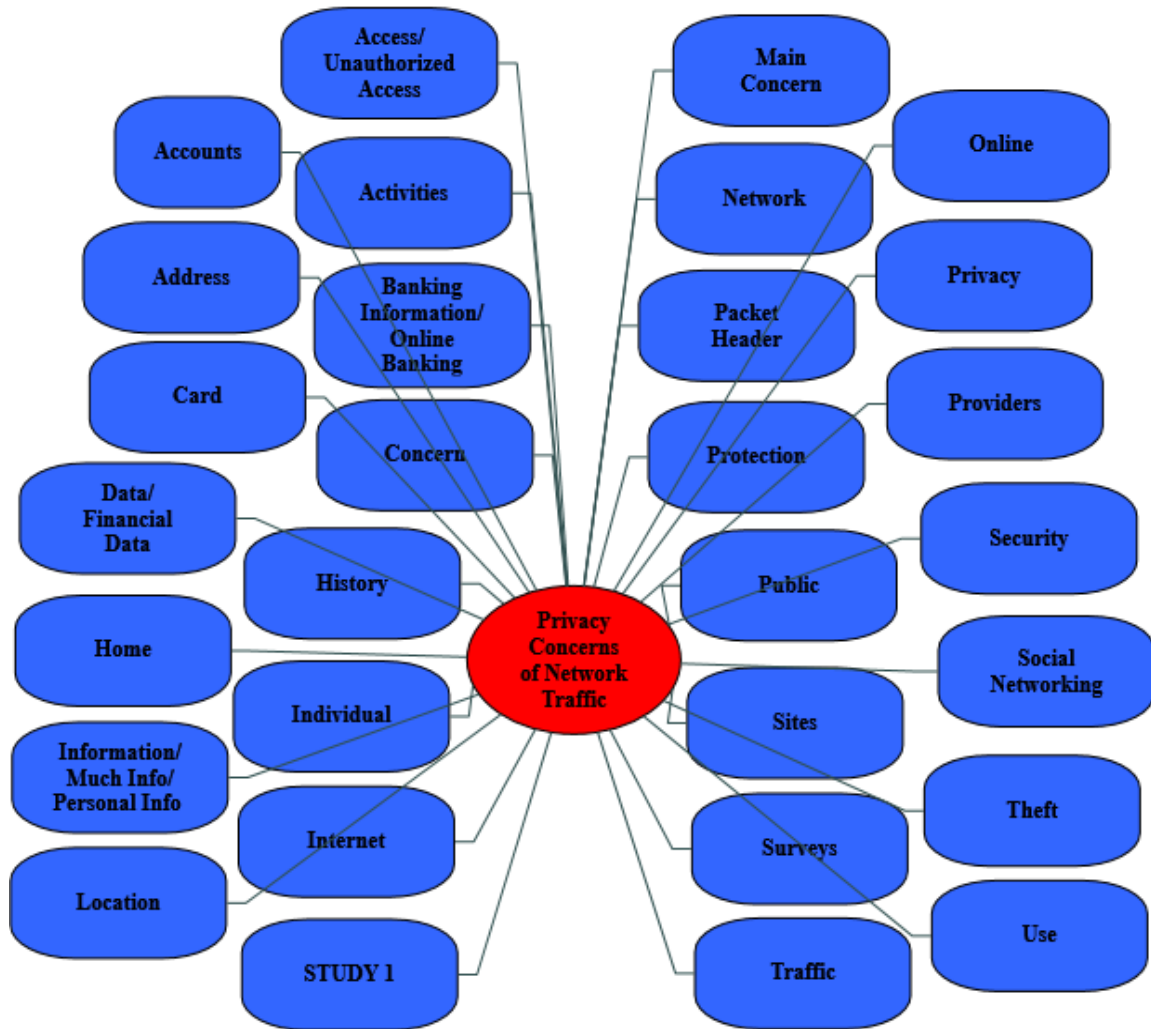 Access/
Unauthorized
Access
Main
Concern
Accounts
Online
Activities
Network
Address
Privacy
Banking
Information/
Online
Banking
Packet
Header
Card
Providers
Concern
Protection
Data/
Financial
Data
Security
History
Public
Privacy
Concerns
of Network
Traffic
Home
Social
Networking
Individual
Sites
Information/
Much Info/
Personal Info
Theft
Internet
Surveys
Location
Use
STUDY 1
Traffic